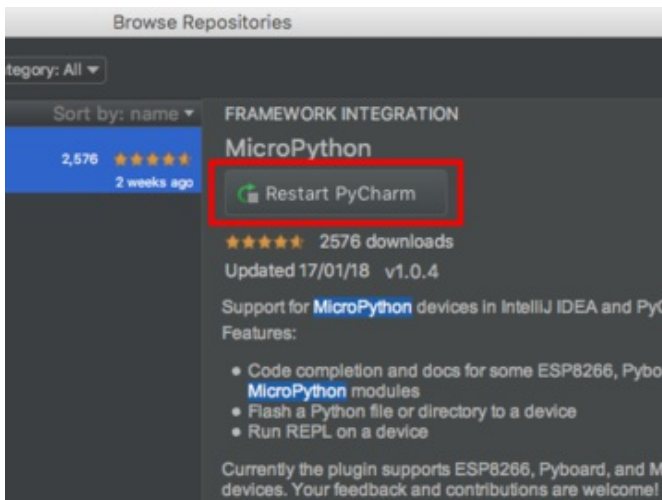 Browse Repositories
tegory: All
Sort by: name
2,576
2 weeks ago
FRAMEWORK INTEGRATION
MicroPython
Restart PyCharm
2576 downloads
Updated 17/01/18 v1.0.4
Support for MicroPython devices in IntelliJ IDEA and PyC
Features:
Code completion and docs for some ESP8266, Pybo
MicroPython modules
Flash a Python file or directory to a device
Run REPL on a device
Currently the plugin supports ESP8266, Pyboard, and M
devices. Your feedback and contributions are welcome!